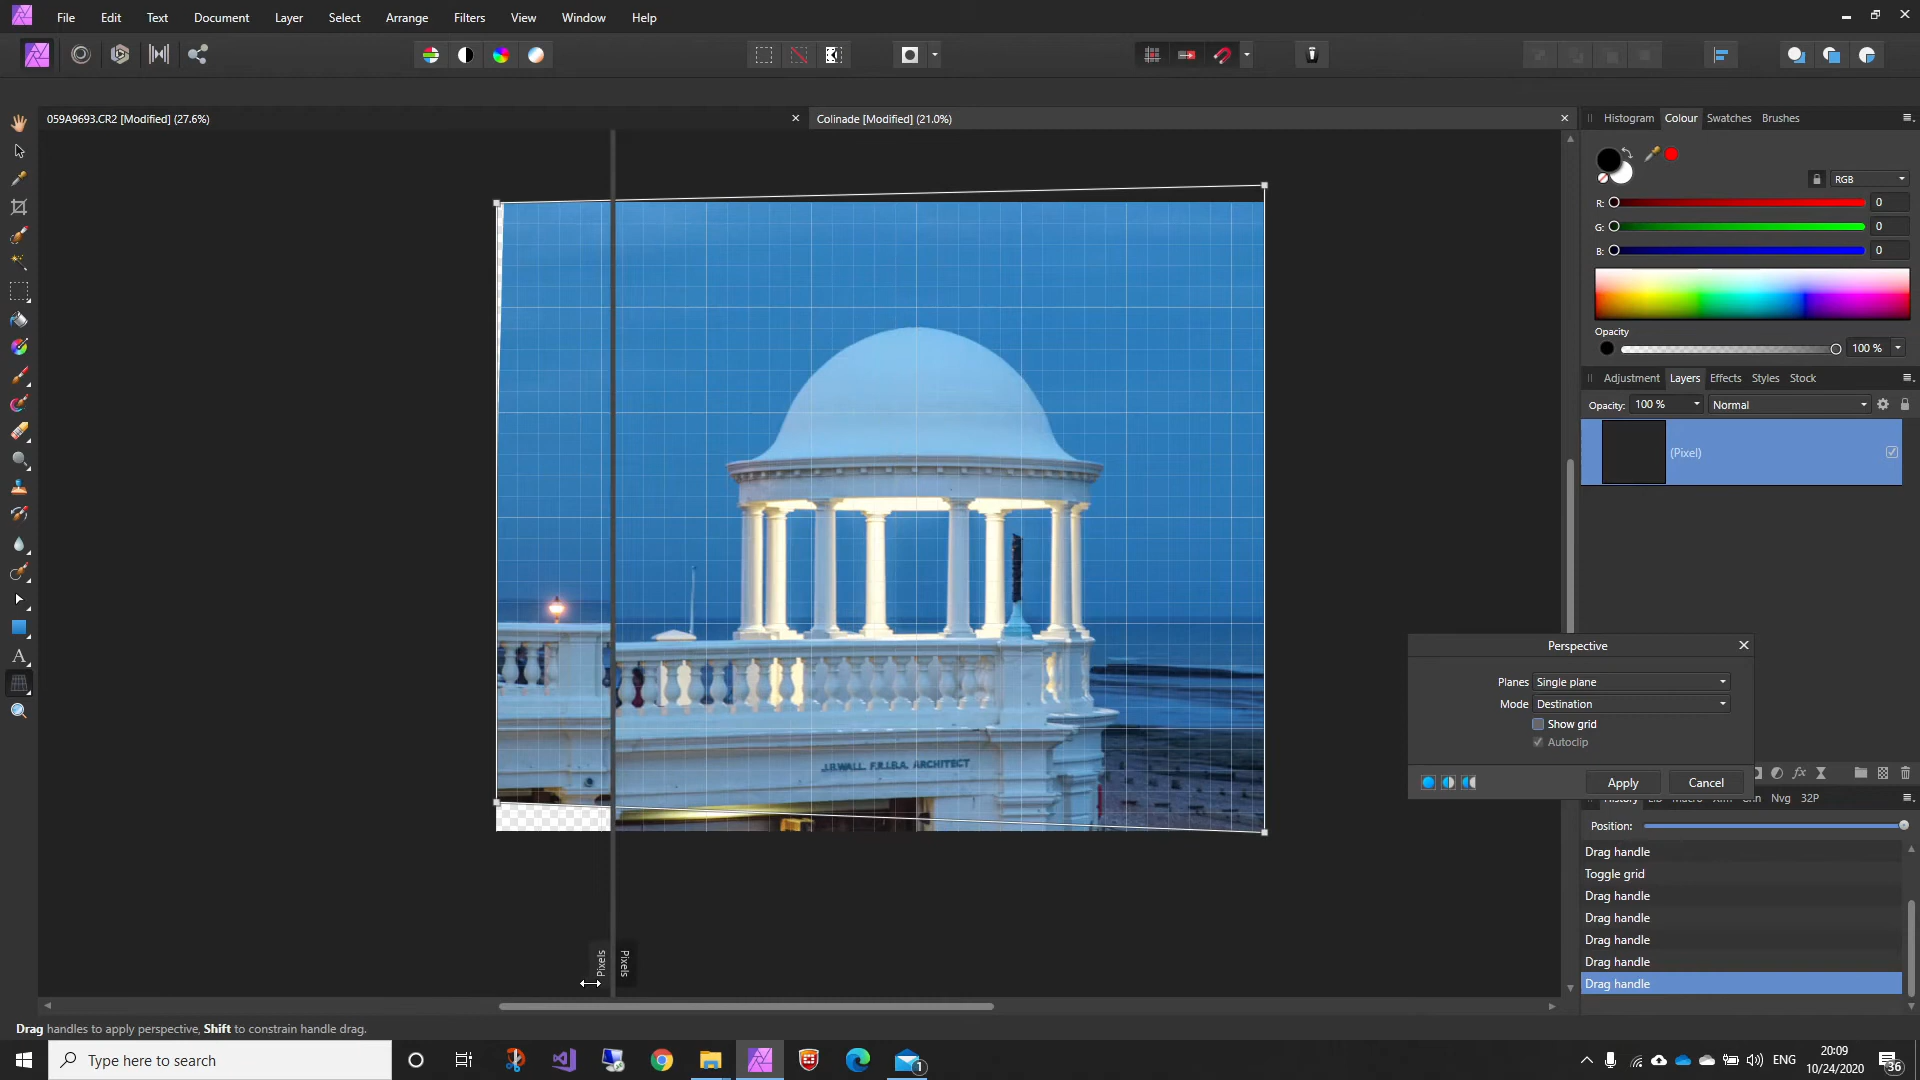 File Edit Text Document Layer Select Arrange Filters View Window Help
059A9693.CR2 [Modified] (27.6%)
Colinade [Modified] (21.0%)
Histogram Colour Swatches Brushes
RGB
R: 0
G: 0
B: 0
Opacity
100 %
Adjustment Layers Effects Styles Stock
Opacity: 100 % Normal
(Pixel)
J.B.WALL. F.R.I.B.A. ARCHITECT
Perspective
Planes Single plane
Mode Destination
Show grid
Autoclip
Apply Cancel
Nvg 32P
Position:
Drag handle
Toggle grid
Drag handle
Drag handle
Drag handle
Drag handle
Drag handle
Pixels
Pixels
Drag handles to apply perspective, Shift to constrain handle drag.
Type here to search
1
ENG
20:09
10/24/2020
36